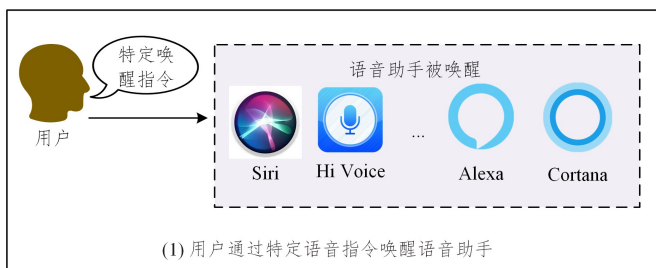 特定唤
醒指令
用户
语音助手被唤醒
...
Siri
Hi Voice
Alexa
Cortana
(1) 用户通过特定语音指令唤醒语音助手